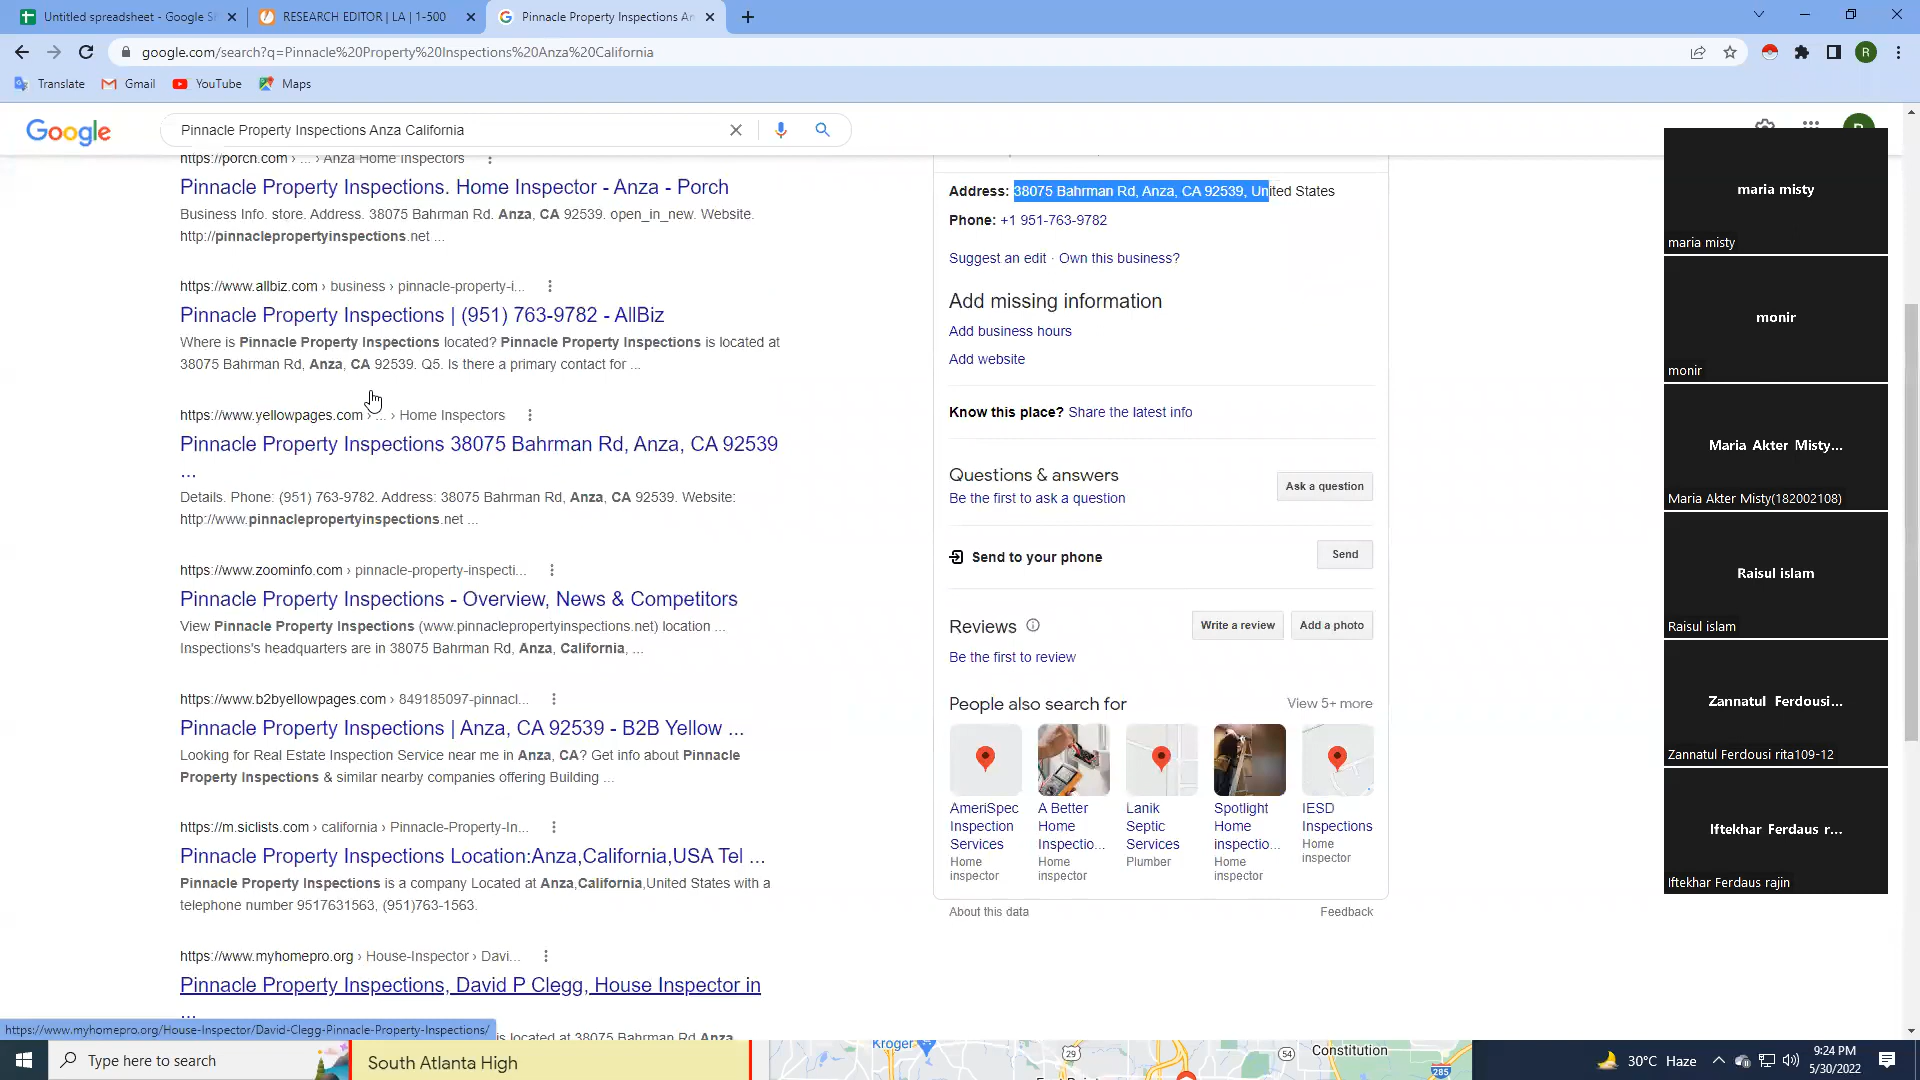 Untitled spreadsheet - Google S
RESEARCH EDITOR | LA | 1-500
Pinnacle Property Inspections An
google.com/search?q=Pinnacle%20Property%20Inspections%20Anza%20California
R
Translate
Gmail
YouTube
Maps
Google
Pinnacle Property Inspections Anza California
https://porch.com › ... › Anza Home Inspectors
Pinnacle Property Inspections. Home Inspector - Anza - Porch
Business Info. store. Address. 38075 Bahrman Rd. Anza, CA 92539. open_in_new. Website.
http://pinnaclepropertyinspections.net ...
https://www.allbiz.com › business › pinnacle-property-i...
Pinnacle Property Inspections | (951) 763-9782 - AllBiz
Where is Pinnacle Property Inspections located? Pinnacle Property Inspections is located at
38075 Bahrman Rd, Anza, CA 92539. Q5. Is there a primary contact for ...
https://www.yellowpages.com › ... › Home Inspectors
Pinnacle Property Inspections 38075 Bahrman Rd, Anza, CA 92539
...
Details. Phone: (951) 763-9782. Address: 38075 Bahrman Rd, Anza, CA 92539. Website:
http://www.pinnaclepropertyinspections.net ...
https://www.zoominfo.com › pinnacle-property-inspecti...
Pinnacle Property Inspections - Overview, News & Competitors
View Pinnacle Property Inspections (www.pinnaclepropertyinspections.net) location ...
Inspections's headquarters are in 38075 Bahrman Rd, Anza, California, ...
https://www.b2byellowpages.com › 849185097-pinnacl...
Pinnacle Property Inspections | Anza, CA 92539 - B2B Yellow ...
Looking for Real Estate Inspection Service near me in Anza, CA? Get info about Pinnacle
Property Inspections & similar nearby companies offering Building ...
https://m.siclists.com › california › Pinnacle-Property-In...
Pinnacle Property Inspections Location:Anza,California,USA Tel ...
Pinnacle Property Inspections is a company Located at Anza,California,United States with a
telephone number 9517631563, (951)763-1563.
https://www.myhomepro.org › House-Inspector › Davi...
Pinnacle Property Inspections, David P Clegg, House Inspector in
...
is located at 38075 Bahrman Rd Anza
https://www.myhomepro.org/House-Inspector/David-Clegg-Pinnacle-Property-Inspections/
Address: 38075 Bahrman Rd, Anza, CA 92539, United States
Phone: +1 951-763-9782
Suggest an edit · Own this business?
Add missing information
Add business hours
Add website
Know this place? Share the latest info
Questions & answers
Be the first to ask a question
Ask a question
Send to your phone
Send
Reviews
Write a review
Add a photo
Be the first to review
People also search for
View 5+ more
AmeriSpec Inspection Services
Home inspector
A Better Home Inspectio...
Home inspector
Lanik Septic Services
Plumber
Spotlight Home inspectio...
Home inspector
IESD Inspections
Home inspector
About this data
Feedback
maria misty
maria misty
monir
monir
Maria Akter Misty...
Maria Akter Misty(182002108)
Raisul islam
Raisul islam
Zannatul Ferdousi...
Zannatul Ferdousi rita109-12
Iftekhar Ferdaus r...
Iftekhar Ferdaus rajin
Type here to search
South Atlanta High
Kroger
29
54
Constitution
285
30°C Haze
9:24 PM
5/30/2022